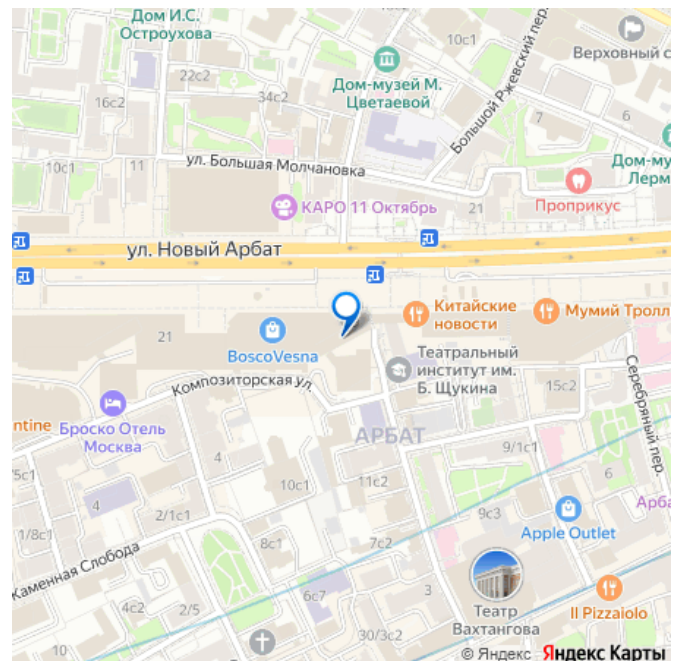 Дом И.С.
Остроухова
10с1
Верховный с
22с2
Дом-музей М.
Цветаевой
34с2
16с2
Большой Ржевский пер.
7
6
ул. Большая Молчановка
10с1
11
Дом-му
Лерм
КАРО 11 Октябрь
21
Проприкус
ул. Новый Арбат
Китайские
новости
Мумий Тролл
21
BoscoVesna
Театральный
институт им.
Б. Щукина
Композиторская ул.
15с2
Серебряный пер.
ntine
Броско Отель
Москва
АРБАТ
9/1с1
4
5с1
10с1
11с2
6
4
2/1с1
9с3
Арба
1/8с1
Apple Outlet
8с1
7с2
Каменная Слобода
6с7
3
4с2
2/5
Театр
Вахтангова
Il Pizzaiolo
30/3с2
© Яндекс Яндекс Карты